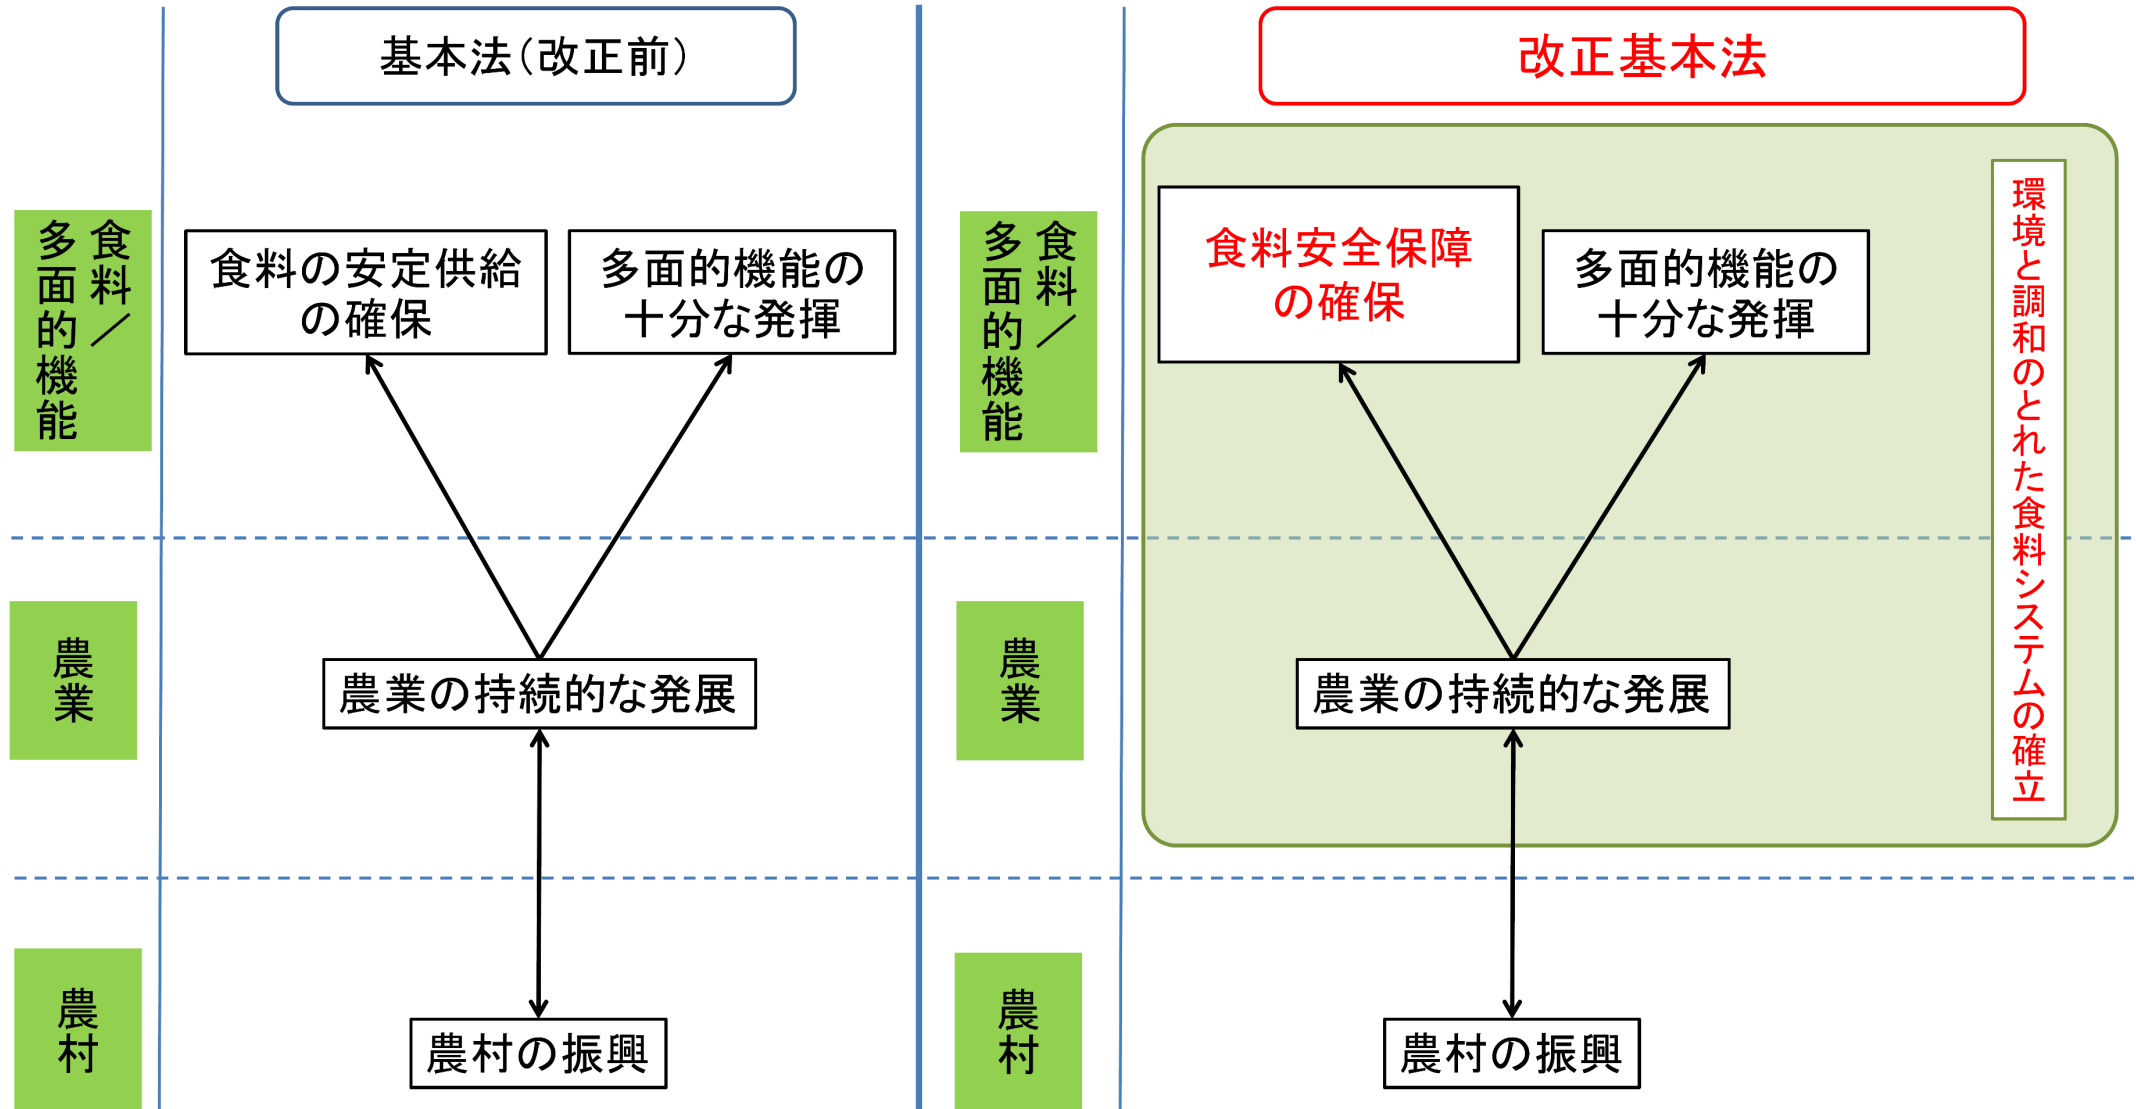 基本法（改正前）
食料／
多面的機能
食料の安定供給
の確保
多面的機能の
十分な発揮
農業
農業の持続的な発展
農村
農村の振興
改正基本法
食料／
多面的機能
食料安全保障
の確保
多面的機能の
十分な発揮
環境と調和のとれた食料システムの確立
農業
農業の持続的な発展
農村
農村の振興